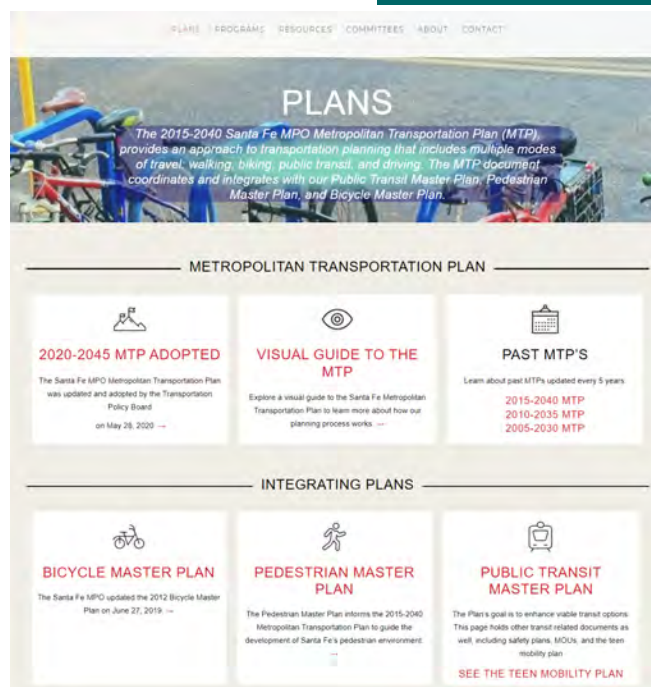 PLANS PROGRAMS RESOURCES COMMITTEES ABOUT CONTACT
PLANS
The 2015-2040 Santa Fe MPO Metropolitan Transportation Plan (MTP),
provides an approach to transportation planning that includes multiple modes
of travel; walking, biking, public transit, and driving. The MTP document
coordinates and integrates with our Public Transit Master Plan, Pedestrian
Master Plan, and Bicycle Master Plan.
METROPOLITAN TRANSPORTATION PLAN
2020-2045 MTP ADOPTED
The Santa Fe MPO Metropolitan Transportation Plan
was updated and adopted by the Transportation
Policy Board
on May 28, 2020 →
VISUAL GUIDE TO THE
MTP
Explore a visual guide to the Santa Fe Metropolitan
Transportation Plan to learn more about how our
planning process works. →
PAST MTP'S
Learn about past MTPs updated every 5 years
2015-2040 MTP
2010-2035 MTP
2005-2030 MTP
INTEGRATING PLANS
BICYCLE MASTER PLAN
The Santa Fe MPO updated the 2012 Bicycle Master
Plan on June 27, 2019 →
PEDESTRIAN MASTER
PLAN
The Pedestrian Master Plan informs the 2015-2040
Metropolitan Transportation Plan to guide the
development of Santa Fe's pedestrian environment
→
PUBLIC TRANSIT
MASTER PLAN
The Plan's goal is to enhance viable transit options.
This page holds other transit related documents as
well, including safety plans, MOUs, and the teen
mobility plan
SEE THE TEEN MOBILITY PLAN